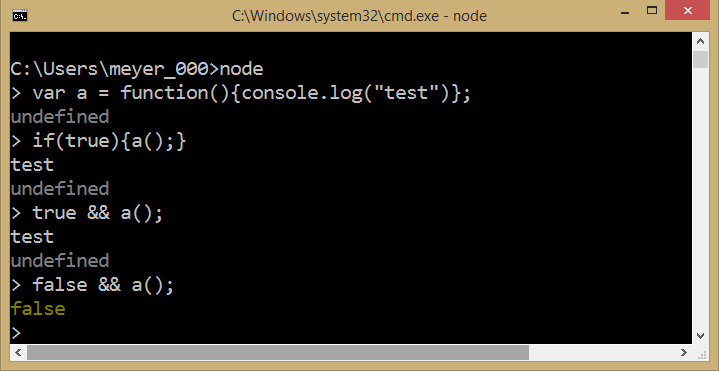 C:\Windows\system32\cmd.exe - node
C:\Users\meyer_000>node
> var a = function(){console.log("test")};
undefined
> if(true){a();}
test
undefined
> true && a();
test
undefined
> false && a();
false
>